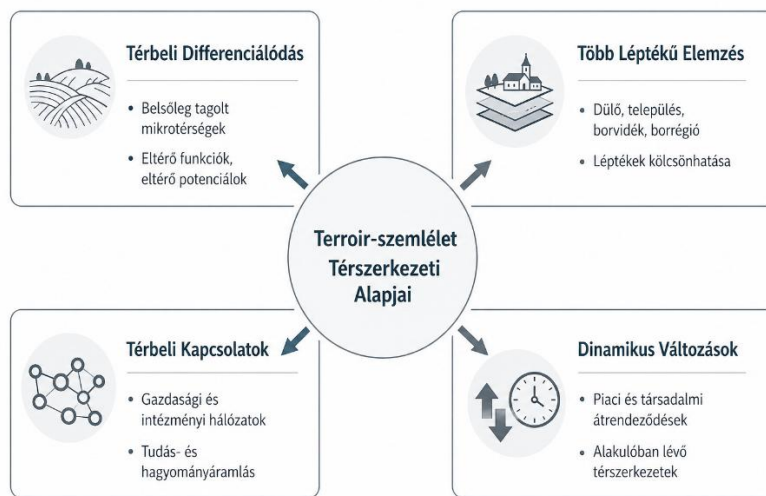 Térbeli Differenciálódás
• Belsőleg tagolt
mikrotérségek
• Eltérő funkciók,
eltérő potenciálok
Több Léptékű Elemzés
• Dűlő, település,
borvidék, borrégió
• Léptékek kölcsönhatása
Terroir-szemlélet
Térszerkezeti
Alapjai
Térbeli Kapcsolatok
• Gazdasági és
intézményi hálózatok
• Tudás- és
hagyományáramlás
Dinamikus Változások
• Piaci és társadalmi
átrendeződések
• Alakulóban lévő
térszerkezetek